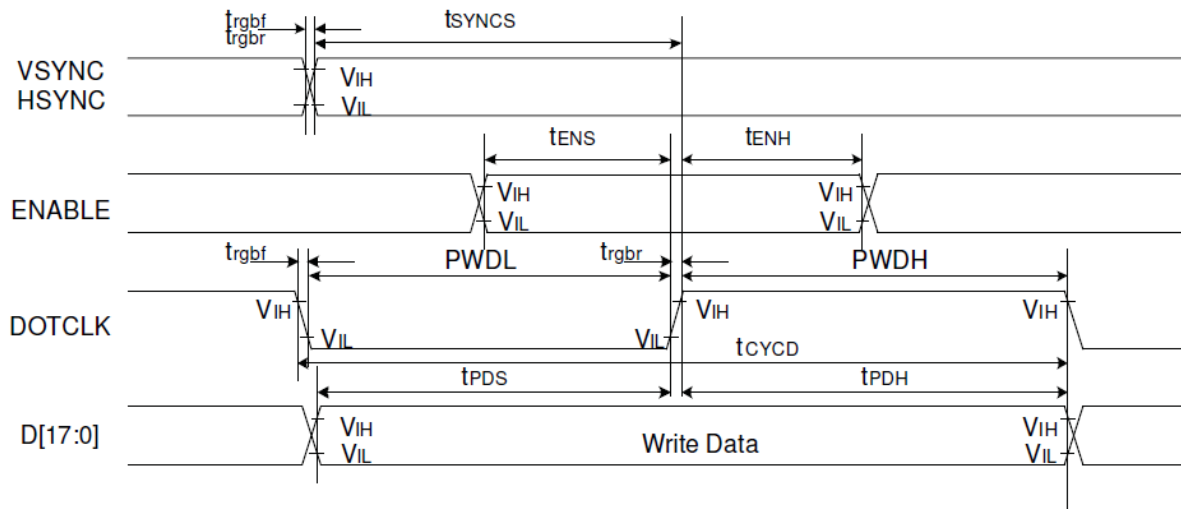 trgbf
trgbr
tSYNCS
VSYNC
HSYNC
VIH
VIL
tENS
tENH
ENABLE
VIH
VIL
VIH
VIL
trgbf
PWDL
trgbr
PWDH
DOTCLK
VIH
VIL
VIL
VIH
VIH
tCYCD
tPDS
tPDH
D[17:0]
VIH
VIL
Write Data
VIH
VIL